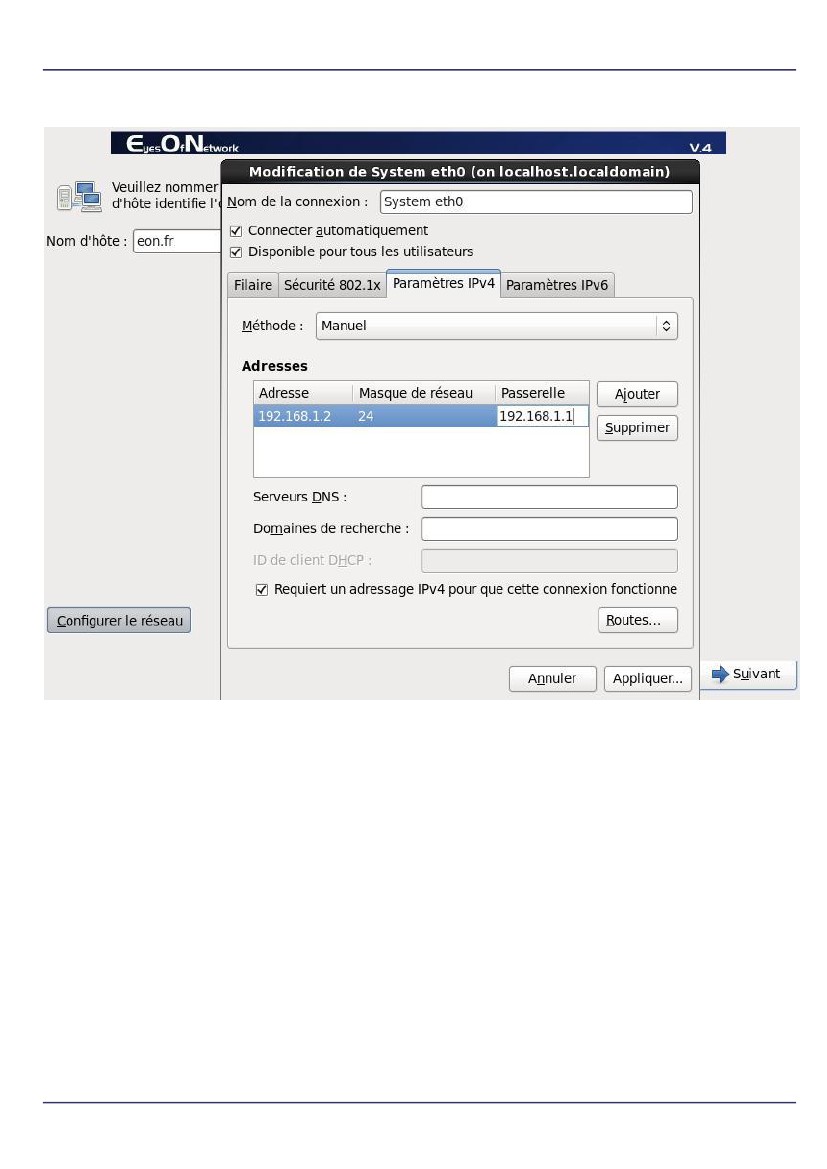 Eyes Of Network V.4
Modification de System eth0 (on localhost.localdomain)
Veuillez nommer
d'hôte identifie l'
Nom d'hôte : eon.fr
Nom de la connexion : System eth0
Connecter automatiquement
Disponible pour tous les utilisateurs
Filaire Sécurité 802.1x Paramètres IPv4 Paramètres IPv6
Méthode : Manuel
Adresses
Adresse Masque de réseau Passerelle
192.168.1.2 24 192.168.1.1
Ajouter
Supprimer
Serveurs DNS :
Domaines de recherche :
ID de client DHCP :
Requiert un adressage IPv4 pour que cette connexion fonctionne
Routes...
Configurer le réseau
Annuler Appliquer... Suivant